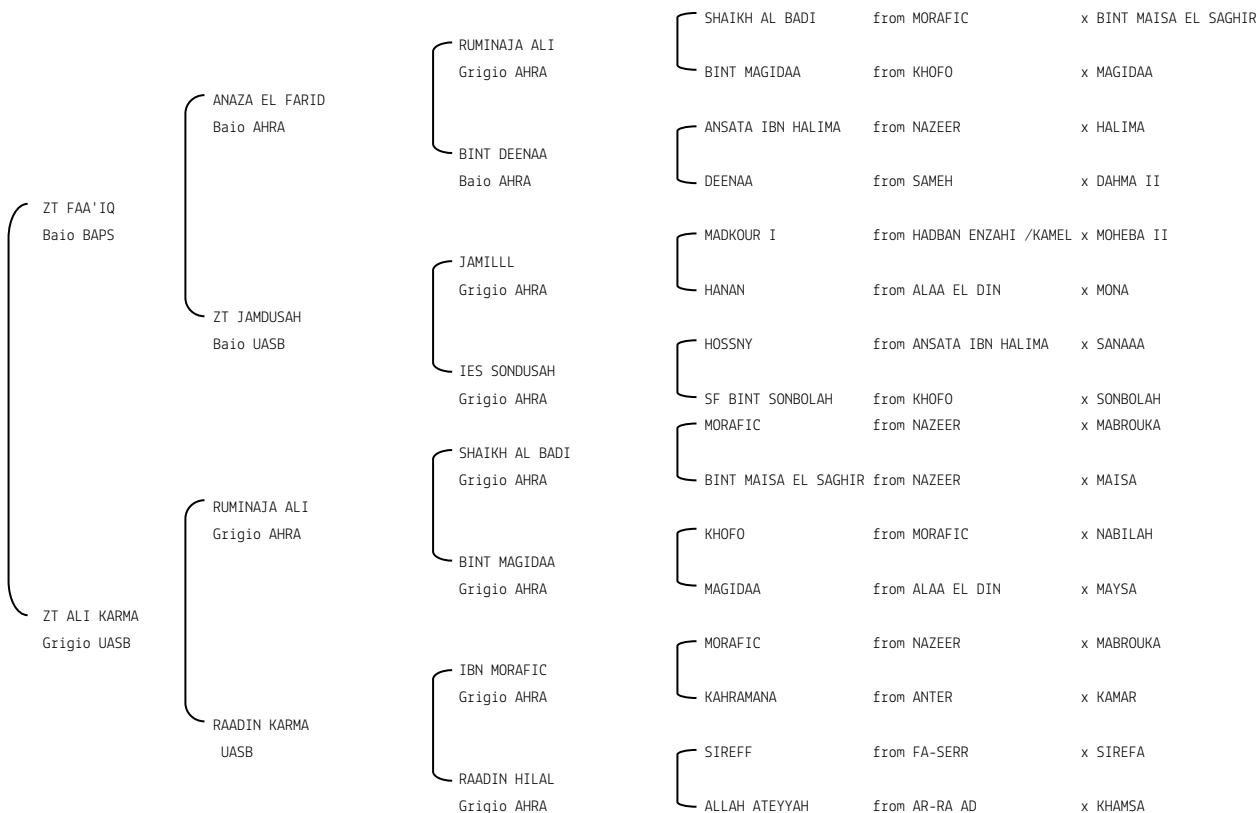 SHAIKH AL BADI from MORAFIC x BINT MAISA EL SAGHIR
RUMINAJA ALI
Grigio AHRA
BINT MAGIDAA from KHOFO x MAGIDAA
ANAZA EL FARID
Baio AHRA
ANSATA IBN HALIMA from NAZEER x HALIMA
BINT DEENAA
Baio AHRA
DEENAA from SAMEH x DAHMA II
ZT FAA'IQ
Baio BAPS
MADKOUR I from HADBAN ENZAHI /KAMEL x MOHEBA II
JAMILLL
Grigio AHRA
HANAN from ALAA EL DIN x MONA
ZT JAMDUSAH
Baio UASB
HOSSNY from ANSATA IBN HALIMA x SANAAA
IES SONDUSAH
Grigio AHRA
SF BINT SONBOLAH from KHOFO x SONBOLAH
MORAFIC from NAZEER x MABROUKA
SHAIKH AL BADI
Grigio AHRA
BINT MAISA EL SAGHIR from NAZEER x MAISA
RUMINAJA ALI
Grigio AHRA
KHOFO from MORAFIC x NABILAH
BINT MAGIDAA
Grigio AHRA
MAGIDAA from ALAA EL DIN x MAYSA
ZT ALI KARMA
Grigio UASB
MORAFIC from NAZEER x MABROUKA
IBN MORAFIC
Grigio AHRA
KAHRAMANA from ANTER x KAMAR
RAADIN KARMA
UASB
SIREFF from FA-SERR x SIREFA
RAADIN HILAL
Grigio AHRA
ALLAH ATEYYAH from AR-RA AD x KHAMSA